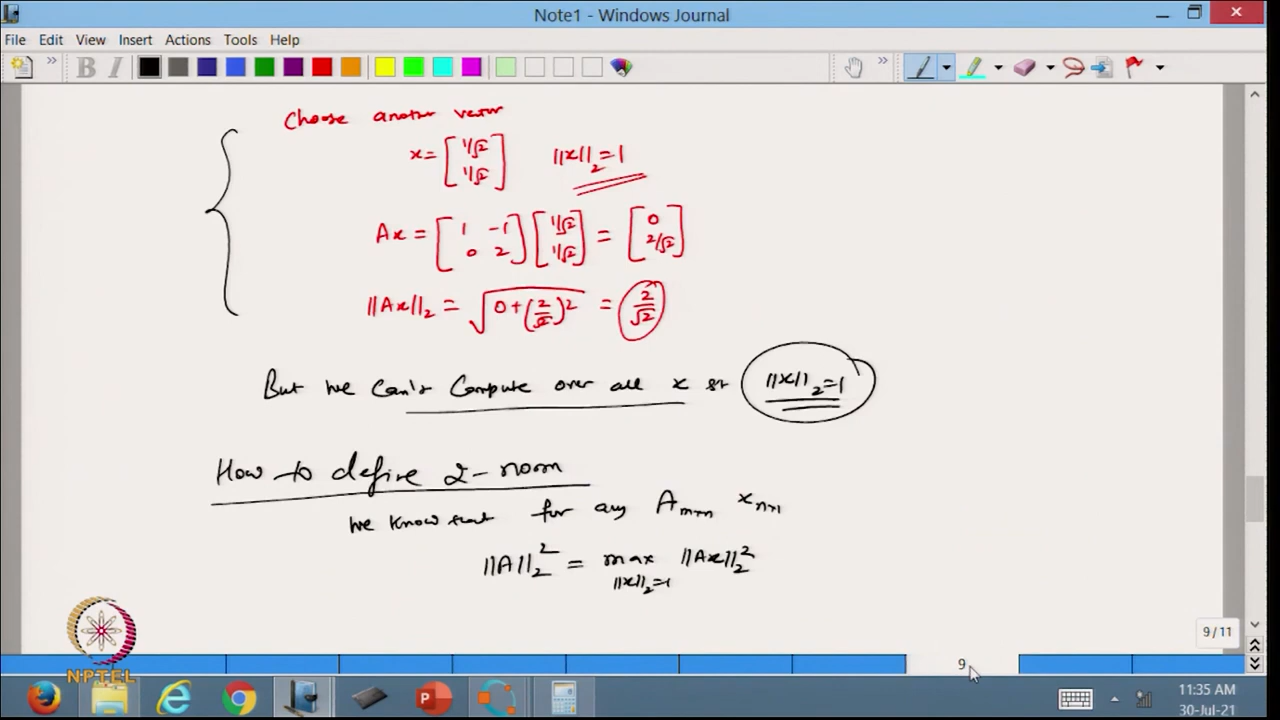 Note1 - Windows Journal
File Edit View Insert Actions Tools Help
Choose another vector
x = [1/√2 1/√2] ||x||₂ = 1
Ax = [1 -1 0 2] [1/√2 1/√2] = [0 2/√2]
||Ax||₂ = √(0 + (2/√2)²) = 2/√2
But we can't compute over all x st ||x||₂ = 1
How to define 2-norm
We know that for any A m×n x n×1
||A||₂² = max ||Ax||₂²
||x||₂=1
9/11
9
NPTEL
11:35 AM
30-Jul-21